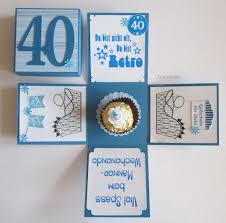 40
40
Du bist nicht alt,
Du bist
Retro
Viel Spass
beim
Männer-
Wochenende